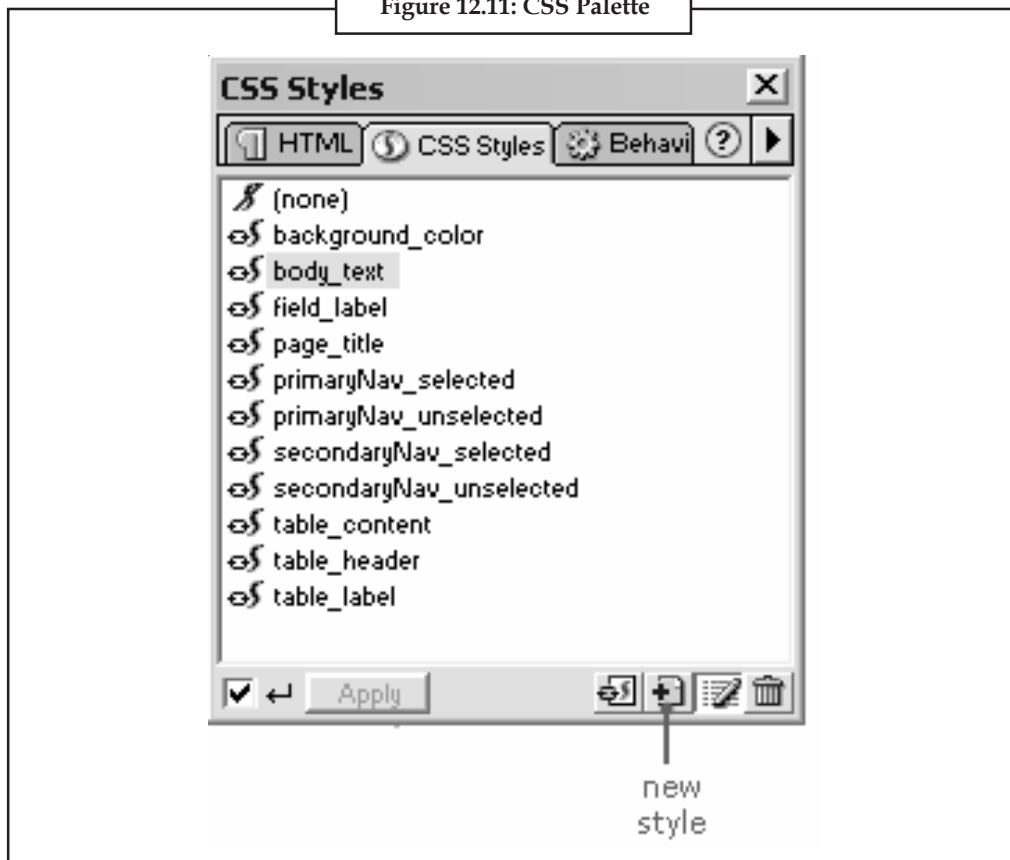 Figure 12.11: CSS Palette
CSS Styles
HTML CSS Styles Behavi
(none)
background_color
body_text
field_label
page_title
primaryNav_selected
primaryNav_unselected
secondaryNav_selected
secondaryNav_unselected
table_content
table_header
table_label
Apply
new
style